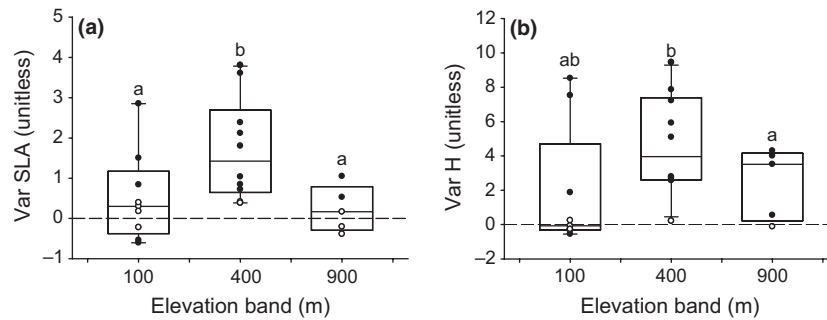 (a)
Var SLA (unitless)
5
4
3
2
1
0
–1
a
b
a
100
400
900
Elevation band (m)
(b)
Var H (unitless)
12
10
8
6
4
2
0
–2
ab
b
a
100
400
900
Elevation band (m)